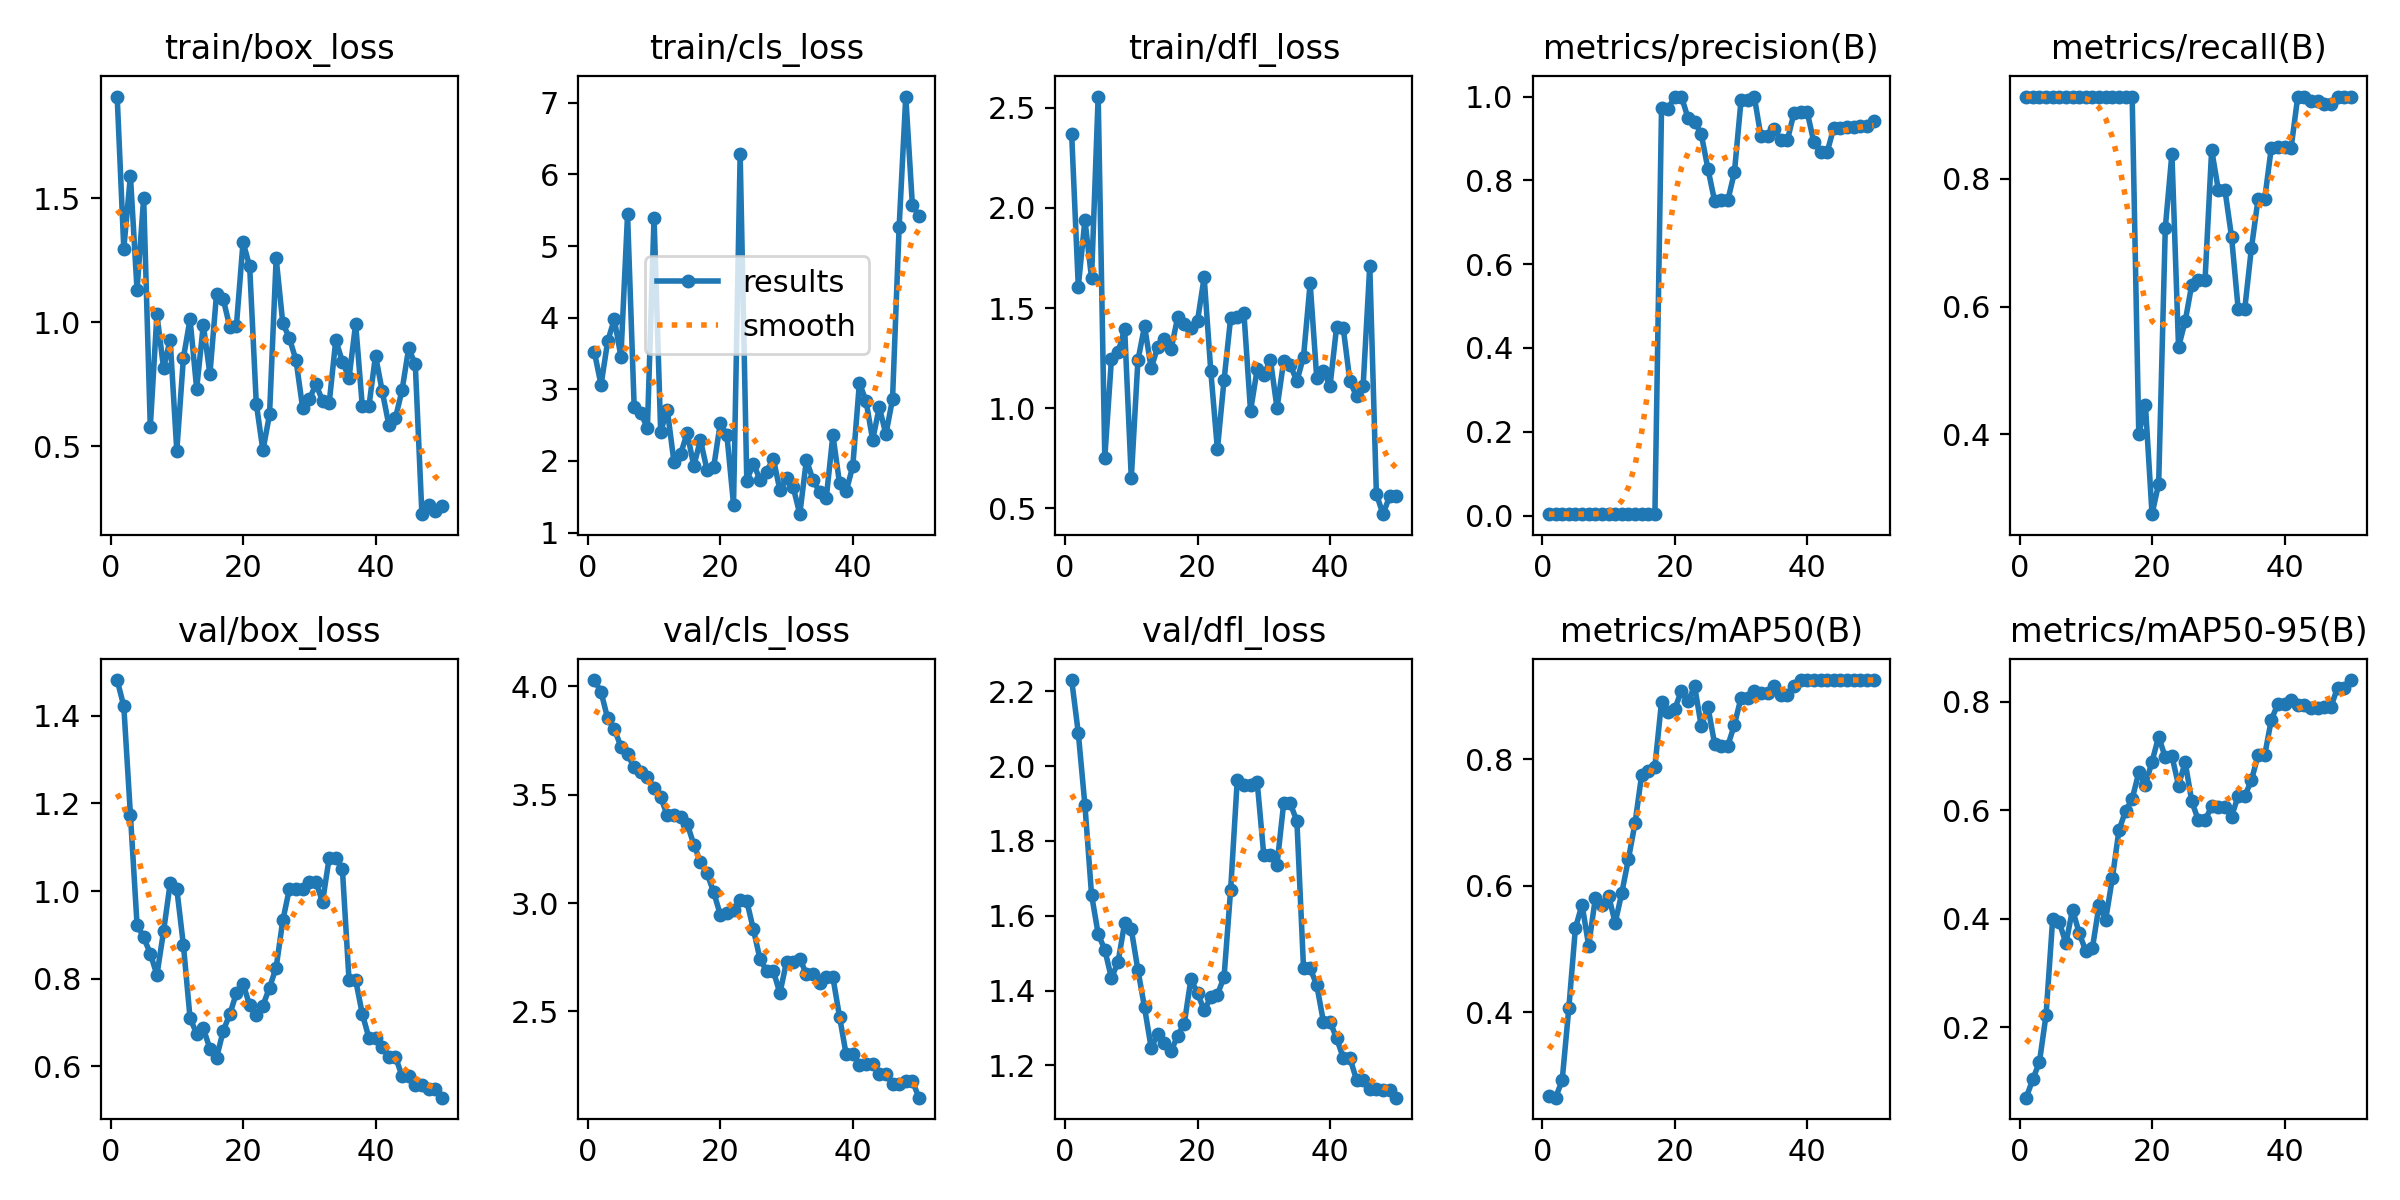 train/box_loss
train/cls_loss
train/dfl_loss
metrics/precision(B)
metrics/recall(B)
1.5
1.0
0.5
0 20 40
7
6
5
4
3
2
1
0 20 40
results
smooth
2.5
2.0
1.5
1.0
0.5
0 20 40
1.0
0.8
0.6
0.4
0.2
0.0
0 20 40
0.8
0.6
0.4
0 20 40
val/box_loss
val/cls_loss
val/dfl_loss
metrics/mAP50(B)
metrics/mAP50-95(B)
1.4
1.2
1.0
0.8
0.6
0 20 40
4.0
3.5
3.0
2.5
0 20 40
2.2
2.0
1.8
1.6
1.4
1.2
0 20 40
0.8
0.6
0.4
0 20 40
0.8
0.6
0.4
0.2
0 20 40